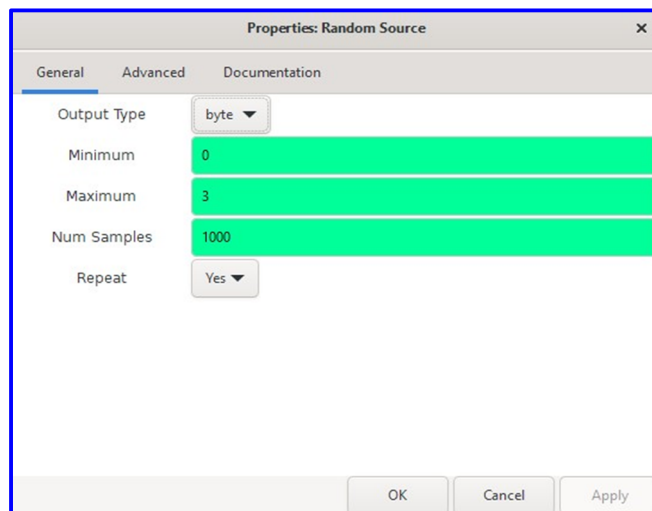 Properties: Random Source ×
General Advanced Documentation
Output Type byte
Minimum 0
Maximum 3
Num Samples 1000
Repeat Yes
OK Cancel Apply